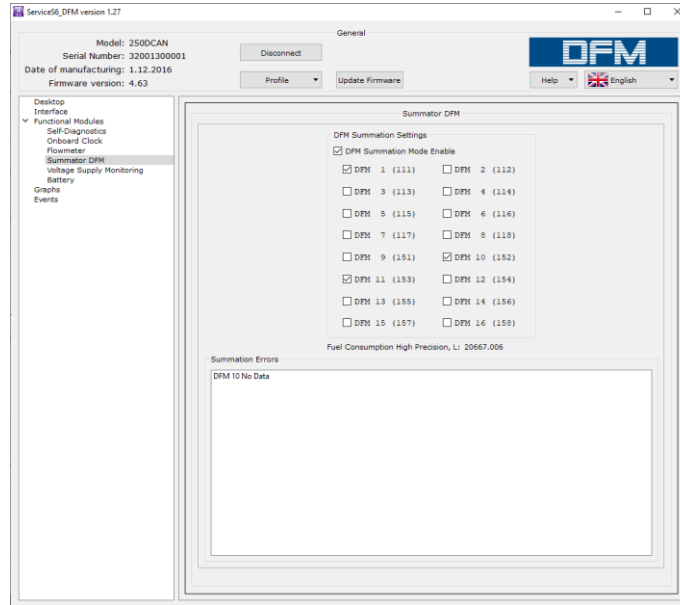 ServiceS6_DFM version 1.27
General
Model: 250DCAN
Serial Number: 32001300001
Date of manufacturing: 1.12.2016
Firmware version: 4.63
Disconnect
Profile
Update Firmware
DFM
Help
English
Desktop
Interface
Functional Modules
Self-Diagnostics
Onboard Clock
Flowmeter
Summator DFM
Voltage Supply Monitoring
Battery
Graphs
Events
Summator DFM
DFM Summation Settings
DFM Summation Mode Enable
DFM 1 (111) DFM 2 (112)
DFM 3 (113) DFM 4 (114)
DFM 5 (115) DFM 6 (116)
DFM 7 (117) DFM 8 (118)
DFM 9 (151) DFM 10 (152)
DFM 11 (153) DFM 12 (154)
DFM 13 (155) DFM 14 (156)
DFM 15 (157) DFM 16 (158)
Fuel Consumption High Precision, L: 20667.006
Summation Errors
DFM 10 No Data